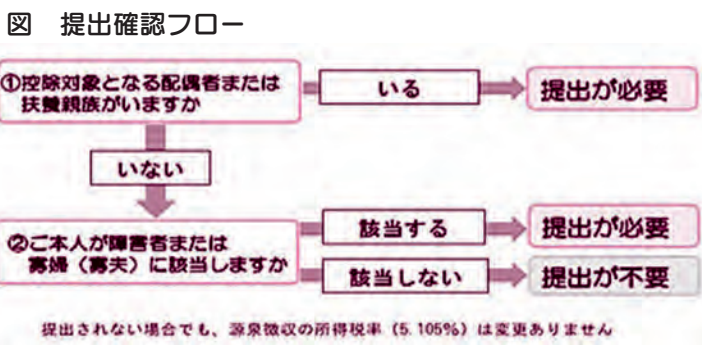 図 提出確認フロー
①控除対象となる配偶者または
扶養親族がいますか
いる
提出が必要
いない
②ご本人が障害者または
寡婦（寡夫）に該当しますか
該当する
提出が必要
該当しない
提出が不要
提出されない場合でも、源泉徴収の所得税率（5.105%）は変更ありません